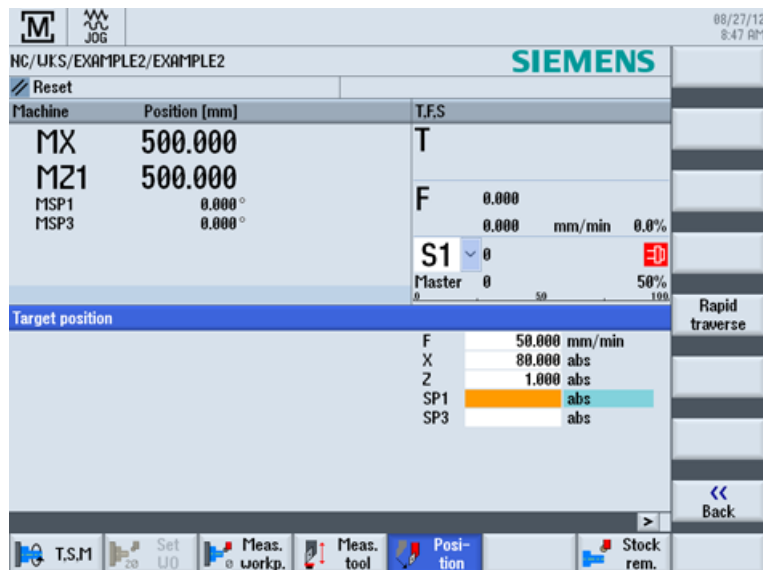 M JOG 08/27/12
8:47 AM
NC/UKS/EXAMPLE2/EXAMPLE2 SIEMENS
Reset
Machine Position [mm] T,F,S
MX 500.000 T
MZ1 500.000
MSP1 0.000° F 0.000
MSP3 0.000° 0.000 mm/min 0.0%
S1 0
Master 0 50%
0 50 100
Rapid
traverse
Target position
F 50.000 mm/min
X 80.000 abs
Z 1.000 abs
SP1 abs
SP3 abs
<<
Back
>
T,S,M Set
UO Meas.
workp. Meas.
tool Posi-
tion Stock
rem.